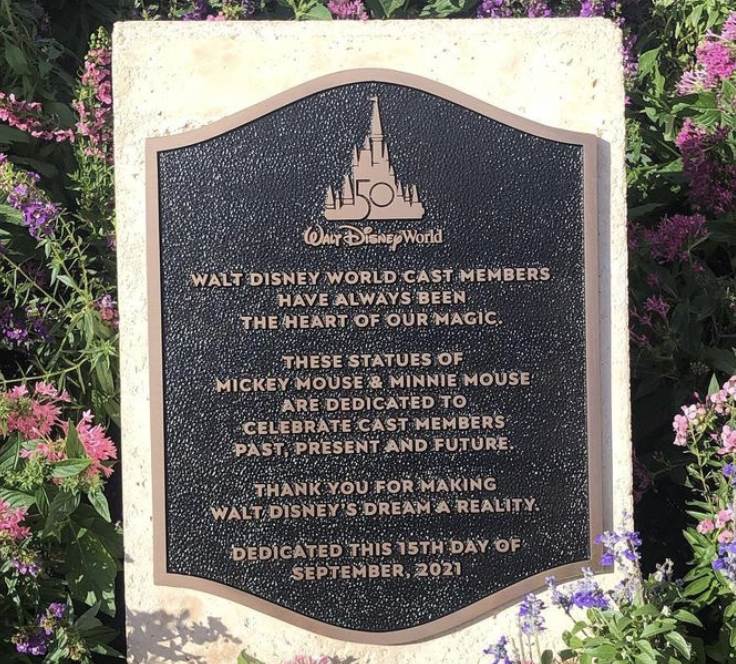 50
Walt Disney World
WALT DISNEY WORLD CAST MEMBERS
HAVE ALWAYS BEEN
THE HEART OF OUR MAGIC.
THESE STATUES OF
MICKEY MOUSE & MINNIE MOUSE
ARE DEDICATED TO
CELEBRATE CAST MEMBERS
PAST, PRESENT AND FUTURE.
THANK YOU FOR MAKING
WALT DISNEY'S DREAM A REALITY.
DEDICATED THIS 15TH DAY OF
SEPTEMBER, 2021